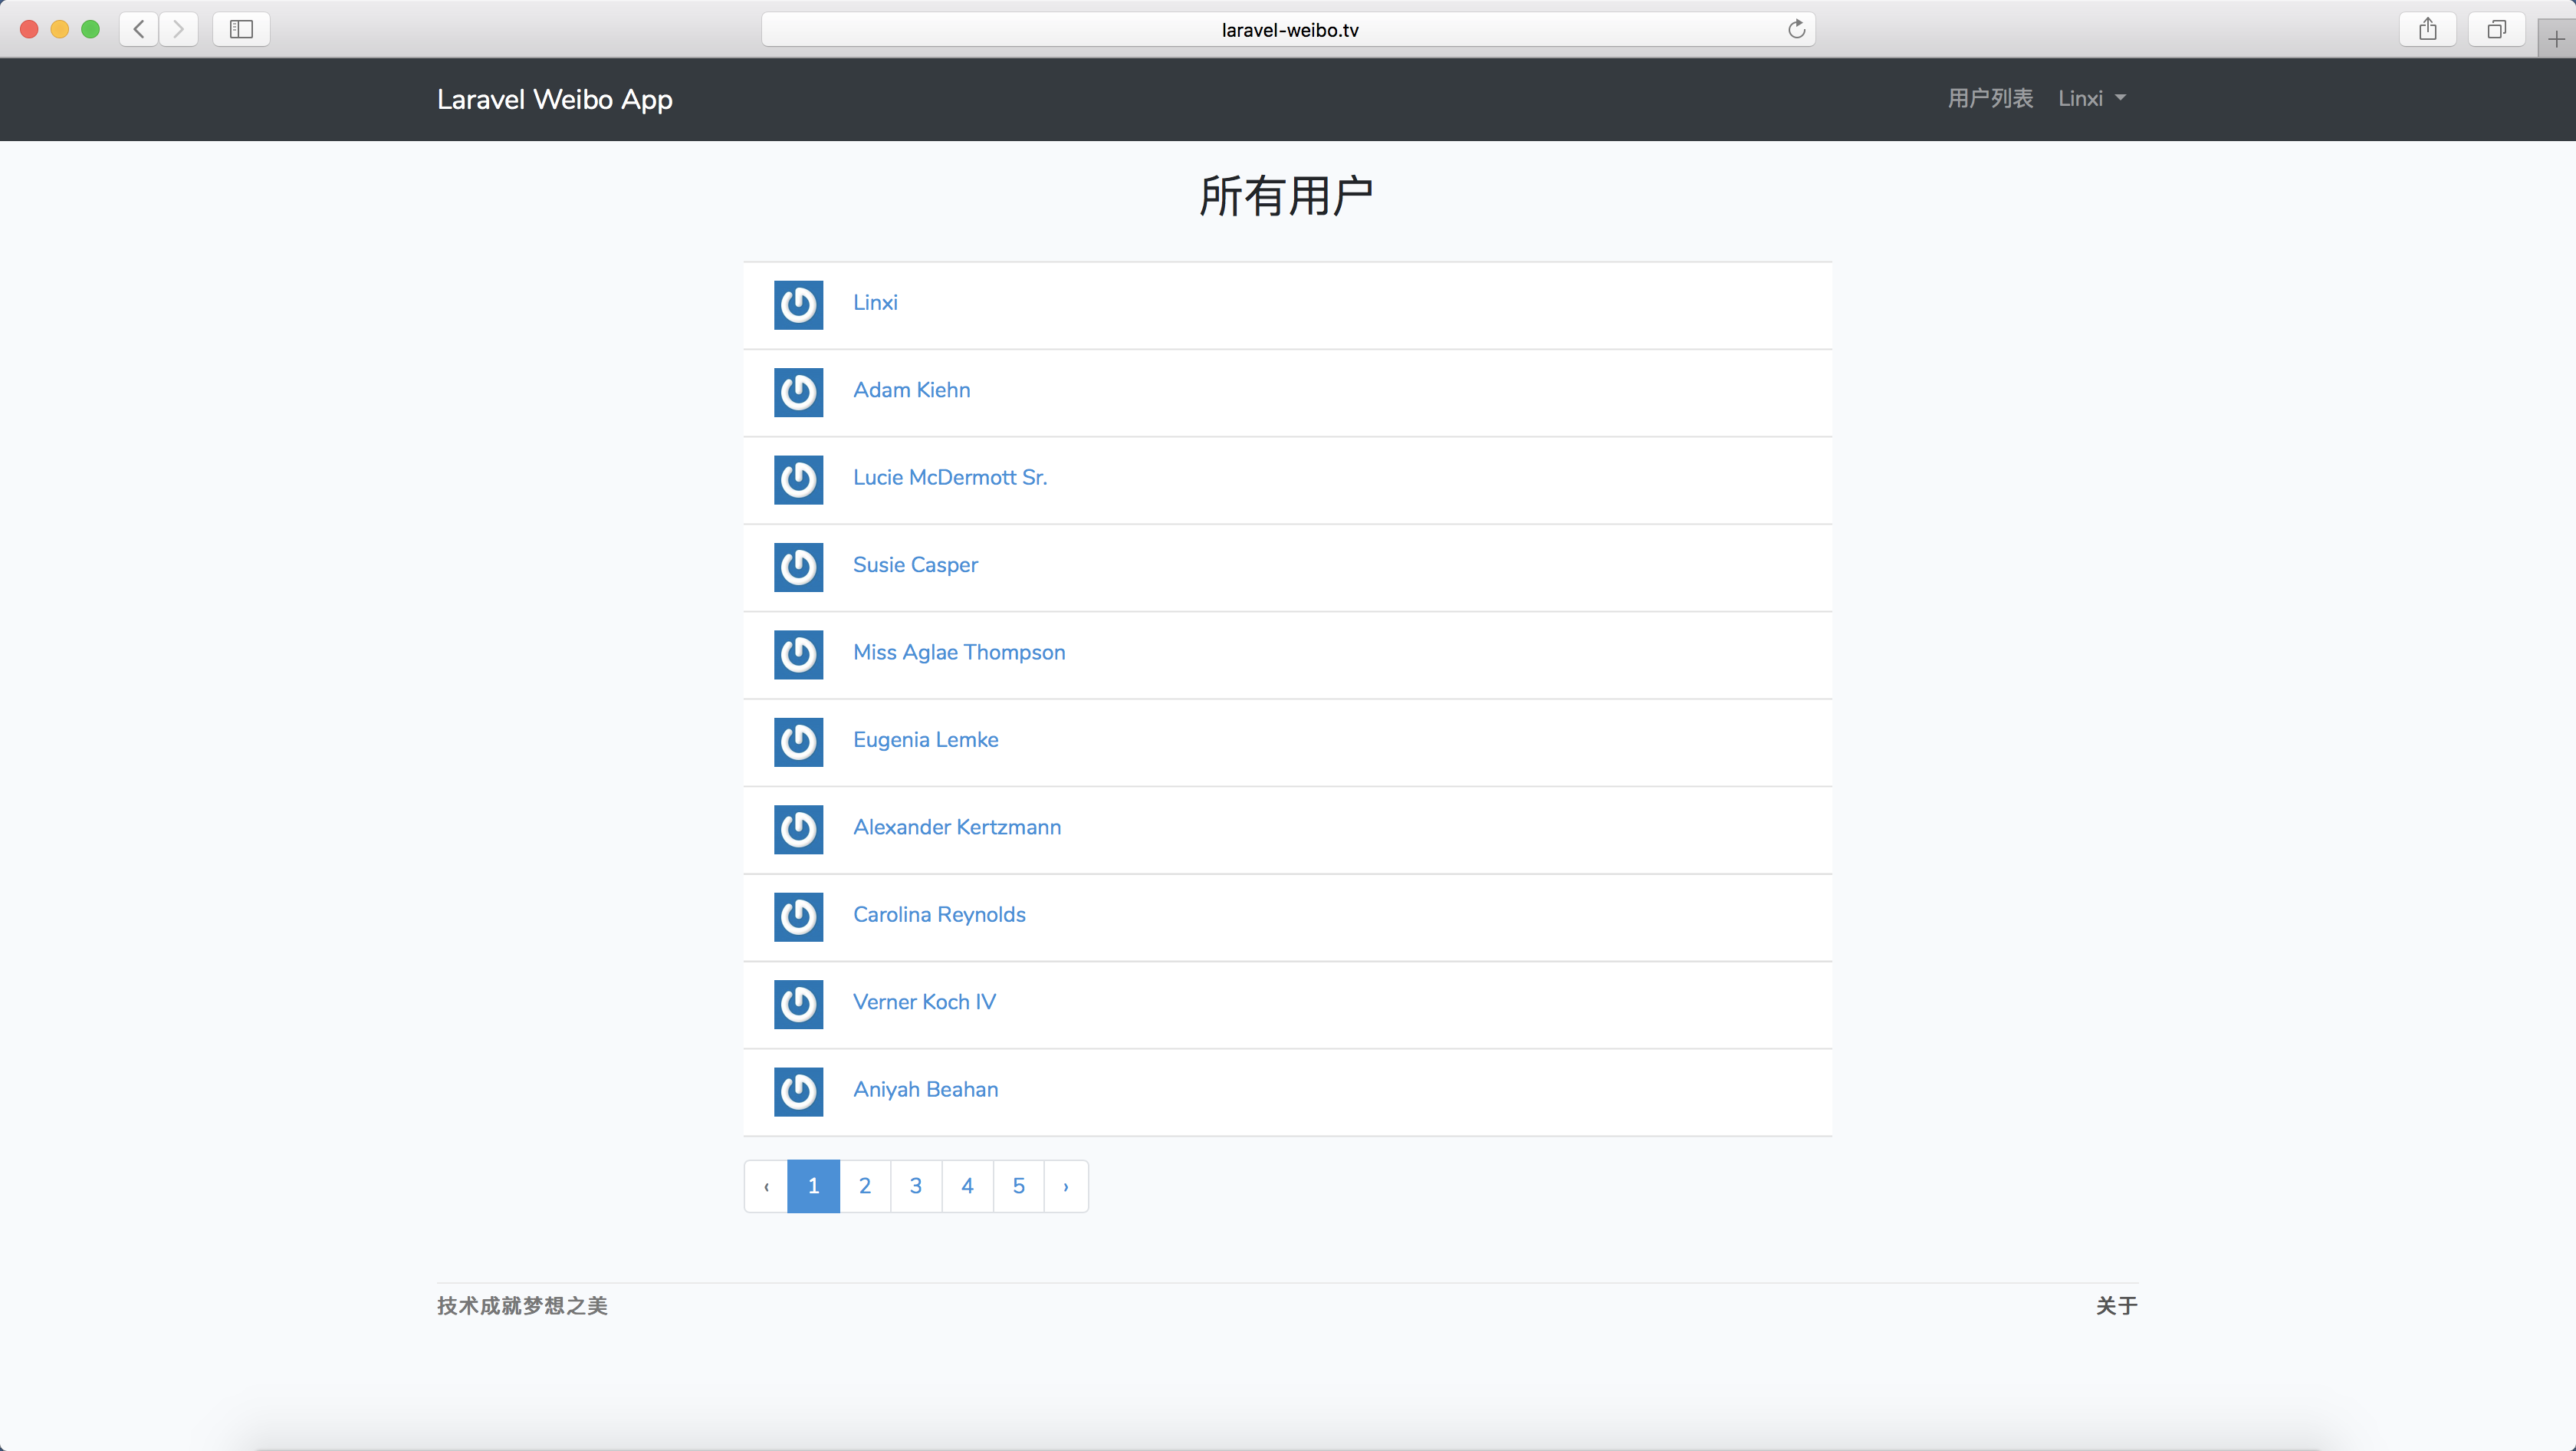 laravel-weibo.tv
Laravel Weibo App
用户列表 Linxi
所有用户
Linxi
Adam Kiehn
Lucie McDermott Sr.
Susie Casper
Miss Aglae Thompson
Eugenia Lemke
Alexander Kertzmann
Carolina Reynolds
Verner Koch IV
Aniyah Beahan
‹ 1 2 3 4 5 ›
技术成就梦想之美 关于